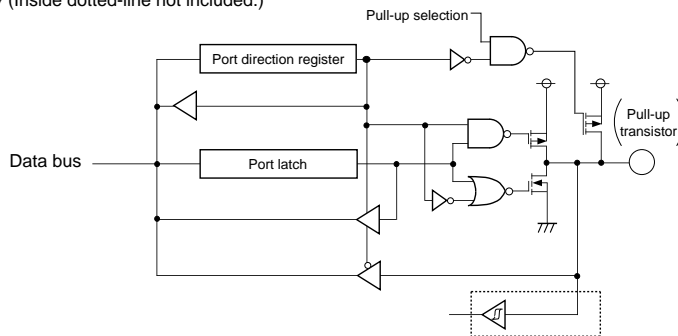 (Inside dotted-line not included.)
Pull-up selection
Port direction register
Pull-up
transistor
Data bus
Port latch